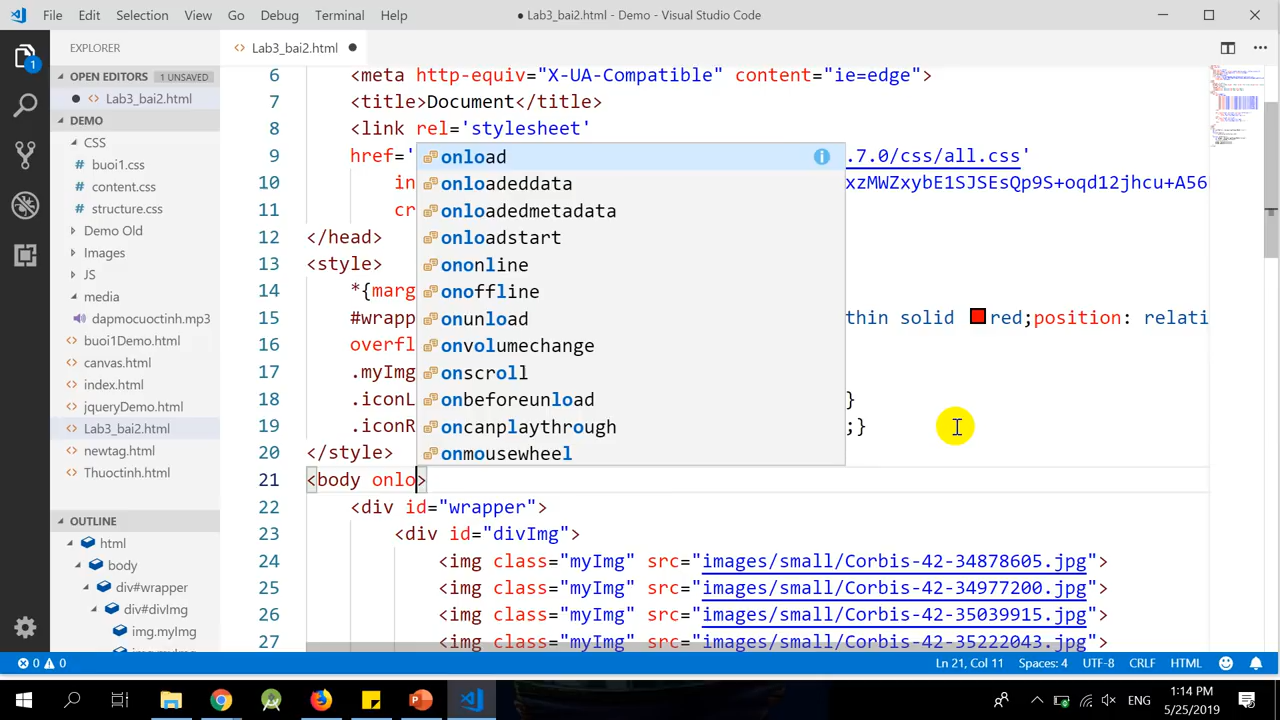 File Edit Selection View Go Debug Terminal Help
● Lab3_bai2.html - Demo - Visual Studio Code
EXPLORER
OPEN EDITORS 1 UNSAVED
Lab3_bai2.html
DEMO
CSS
buoi1.css
content.css
structure.css
Demo Old
Images
JS
media
dapmocuoctinh.mp3
buoi1Demo.html
canvas.html
index.html
jqueryDemo.html
Lab3_bai2.html
newtag.html
Thuoctinh.html
OUTLINE
html
body
div#wrapper
div#divImg
img.myImg
1
Lab3_bai2.html
6 <meta http-equiv="X-UA-Compatible" content="ie=edge">
7 <title>Document</title>
8 <link rel='stylesheet'
9 href=' .7.0/css/all.css'
10 in xzMWZxybE1SJSEsQp9S+oqd12jhcu+A56
11 cr
12 </head>
13 <style>
14 *{marg
15 #wrapp thin solid red;position: relati
16 overfl
17 .myImg
18 .iconL }
19 .iconR ;}
20 </style>
21 <body onlo>
22 <div id="wrapper">
23 <div id="divImg">
24 <img class="myImg" src="images/small/Corbis-42-34878605.jpg">
25 <img class="myImg" src="images/small/Corbis-42-34977200.jpg">
26 <img class="myImg" src="images/small/Corbis-42-35039915.jpg">
27 <img class="myImg" src="images/small/Corbis-42-35222043.jpg">
onload
onloadeddata
onloadedmetadata
onloadstart
ononline
onoffline
onunload
onvolumechange
onscroll
onbeforeunload
oncanplaythrough
onmousewheel
0 0
Ln 21, Col 11 Spaces: 4 UTF-8 CRLF HTML
ENG
1:14 PM
5/25/2019